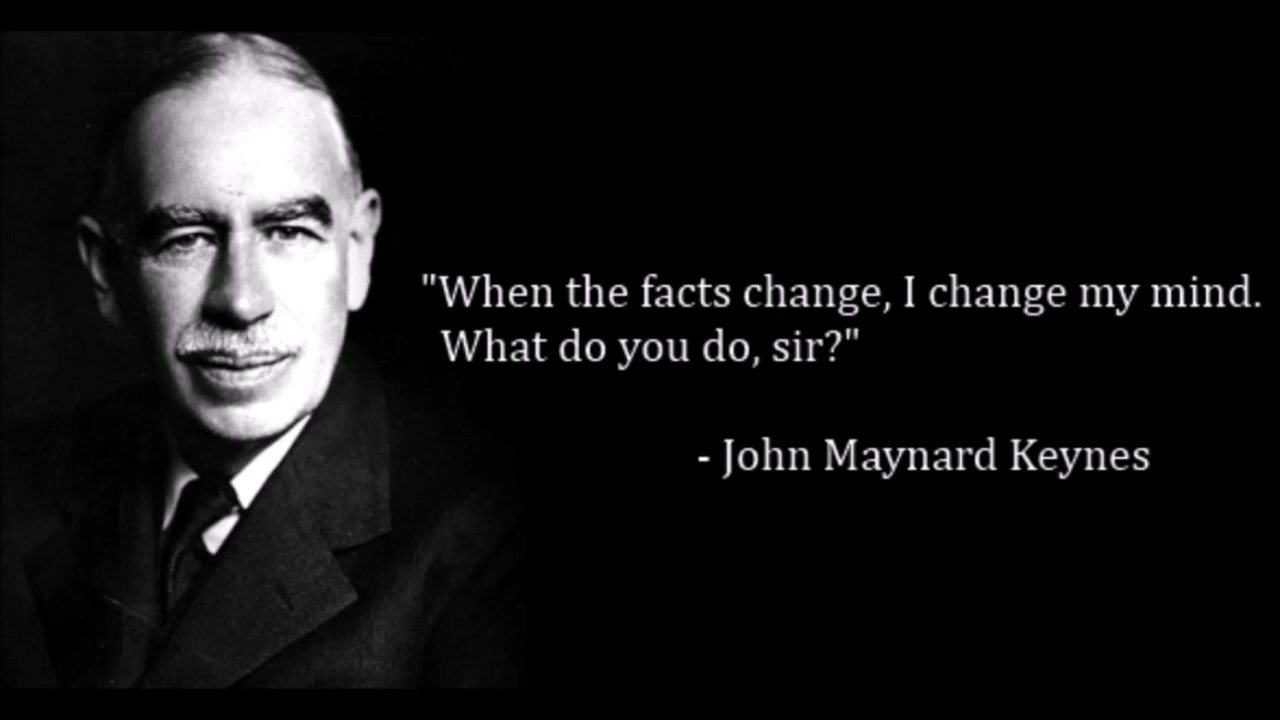 "When the facts change, I change my mind.
What do you do, sir?"
- John Maynard Keynes